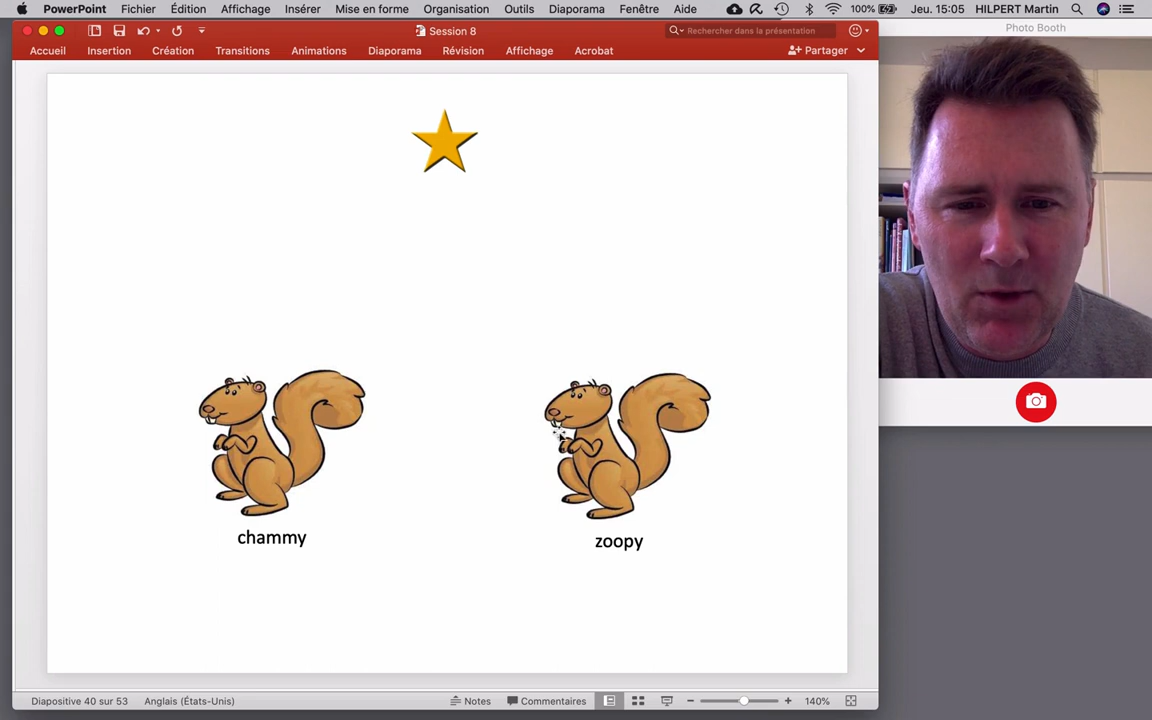 PowerPoint Fichier Édition Affichage Insérer Mise en forme Organisation Outils Diaporama Fenêtre Aide 100% Jeu. 15:05 HILPERT Martin
Session 8
Rechercher dans la présentation
Photo Booth
Accueil Insertion Création Transitions Animations Diaporama Révision Affichage Acrobat Partager
chammy
zoopy
Diapositive 40 sur 53 Anglais (États-Unis) Notes Commentaires 140%